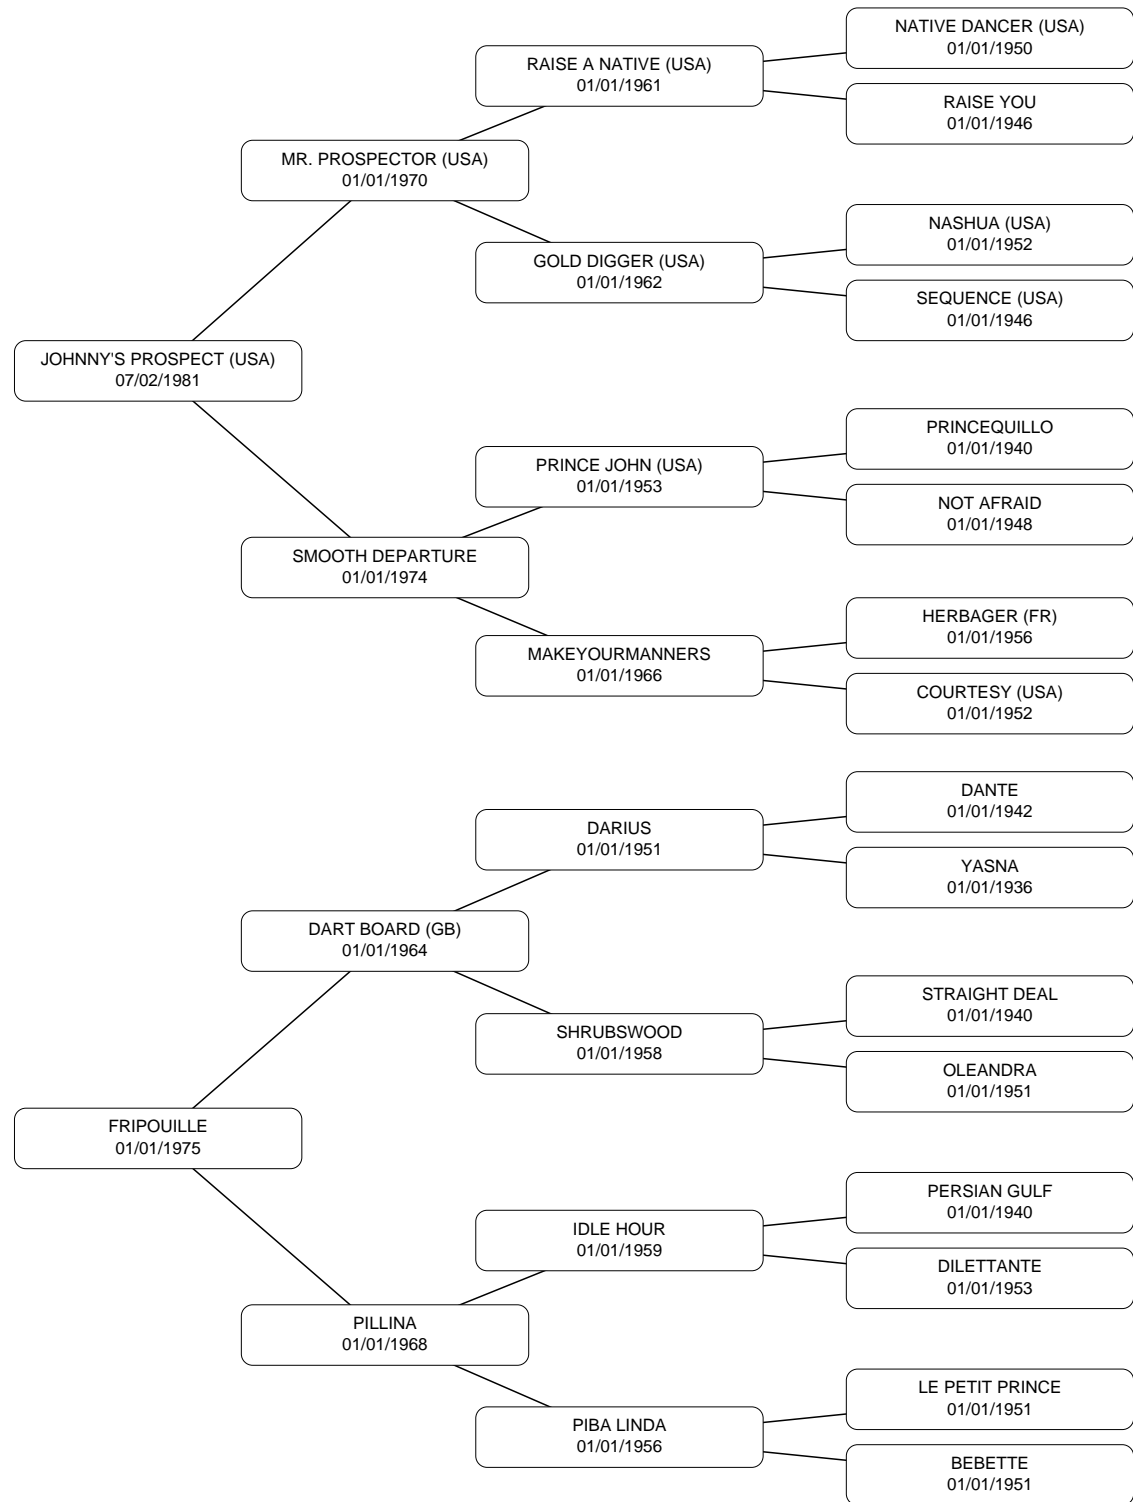 NATIVE DANCER (USA)
01/01/1950
RAISE A NATIVE (USA)
01/01/1961
RAISE YOU
01/01/1946
MR. PROSPECTOR (USA)
01/01/1970
NASHUA (USA)
01/01/1952
GOLD DIGGER (USA)
01/01/1962
SEQUENCE (USA)
01/01/1946
JOHNNY'S PROSPECT (USA)
07/02/1981
PRINCEQUILLO
01/01/1940
PRINCE JOHN (USA)
01/01/1953
NOT AFRAID
01/01/1948
SMOOTH DEPARTURE
01/01/1974
HERBAGER (FR)
01/01/1956
MAKEYOURMANNERS
01/01/1966
COURTESY (USA)
01/01/1952
DANTE
01/01/1942
DARIUS
01/01/1951
YASNA
01/01/1936
DART BOARD (GB)
01/01/1964
STRAIGHT DEAL
01/01/1940
SHRUBSWOOD
01/01/1958
OLEANDRA
01/01/1951
FRIPOUILLE
01/01/1975
PERSIAN GULF
01/01/1940
IDLE HOUR
01/01/1959
DILETTANTE
01/01/1953
PILLINA
01/01/1968
LE PETIT PRINCE
01/01/1951
PIBA LINDA
01/01/1956
BEBETTE
01/01/1951